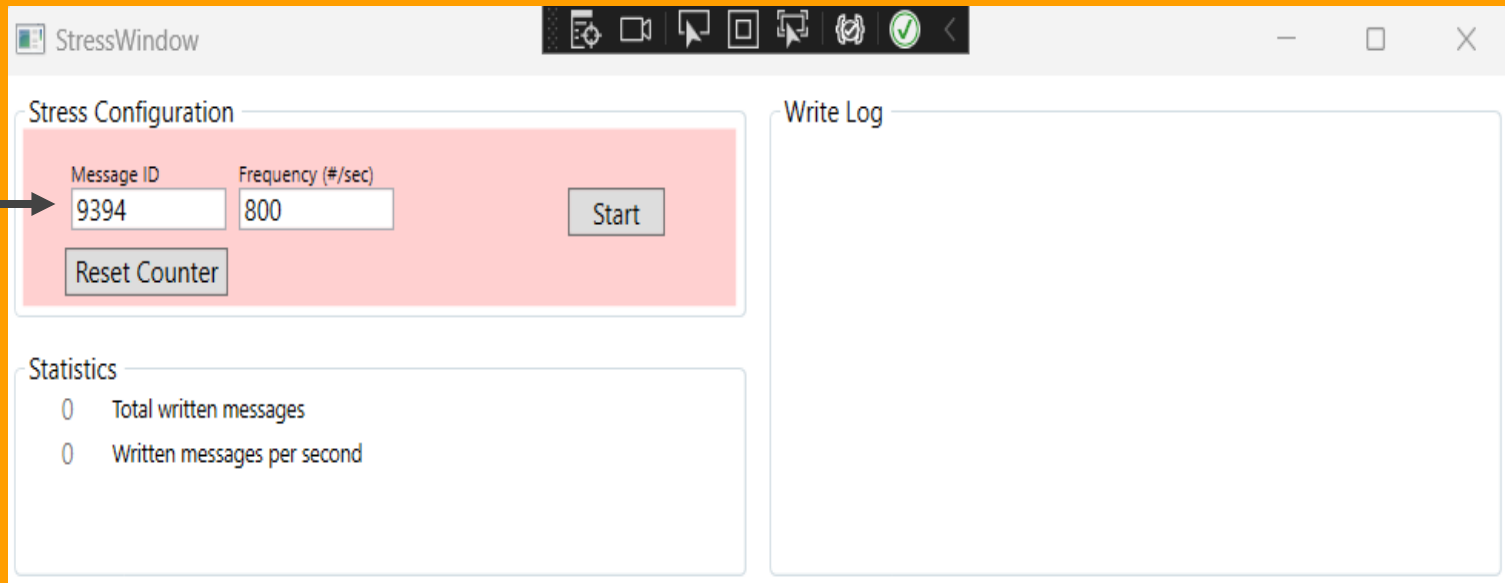 StressWindow
Stress Configuration
Message ID Frequency (#/sec)
9394 800
Start
Reset Counter
Statistics
0 Total written messages
0 Written messages per second
Write Log